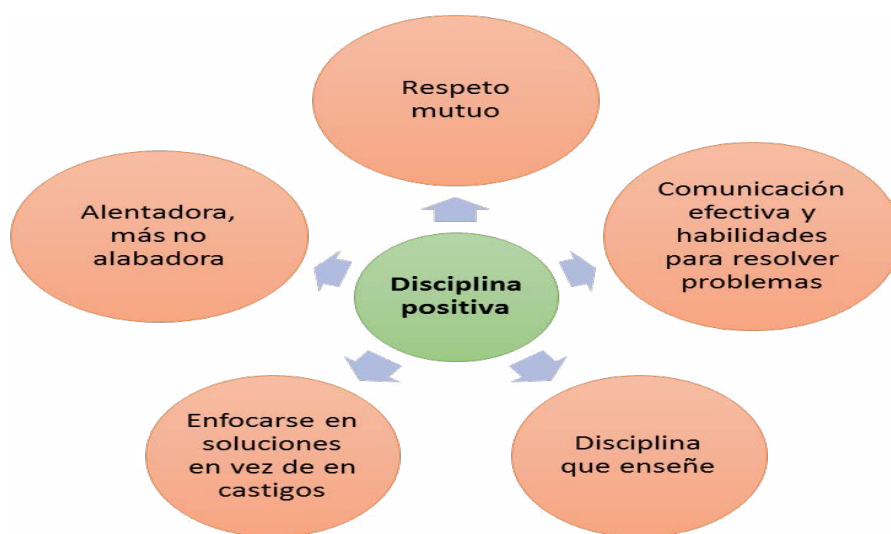 Respeto
mutuo
Comunicación
efectiva y
habilidades
para resolver
problemas
Disciplina
que enseñe
Enfocarse en
soluciones
en vez de en
castigos
Alentadora,
más no
alabadora
Disciplina
positiva